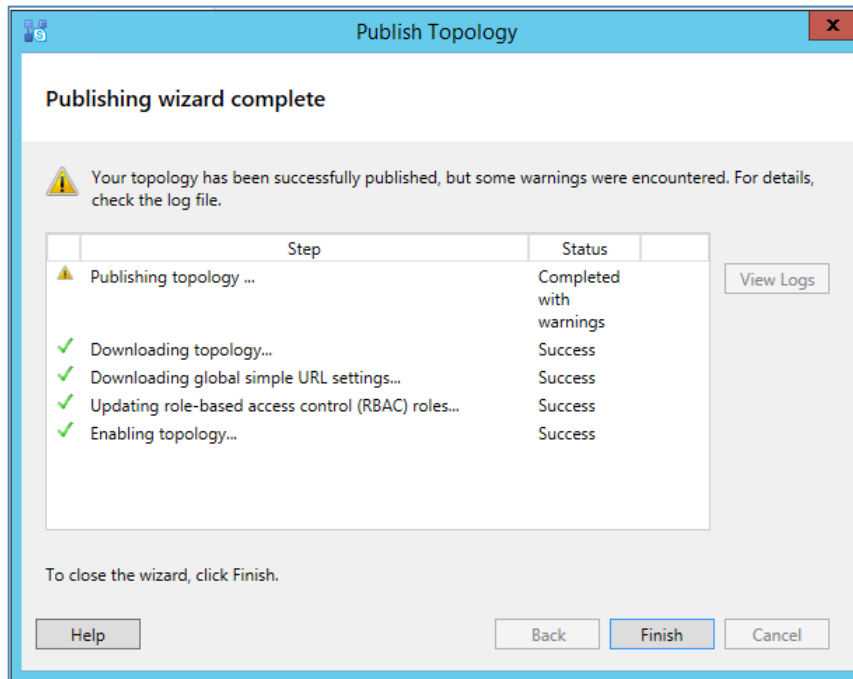 Publish Topology
x
Publishing wizard complete
Your topology has been successfully published, but some warnings were encountered. For details,
check the log file.
Step Status
Publishing topology ... Completed
with
warnings
View Logs
Downloading topology... Success
Downloading global simple URL settings... Success
Updating role-based access control (RBAC) roles... Success
Enabling topology... Success
To close the wizard, click Finish.
Help Back Finish Cancel